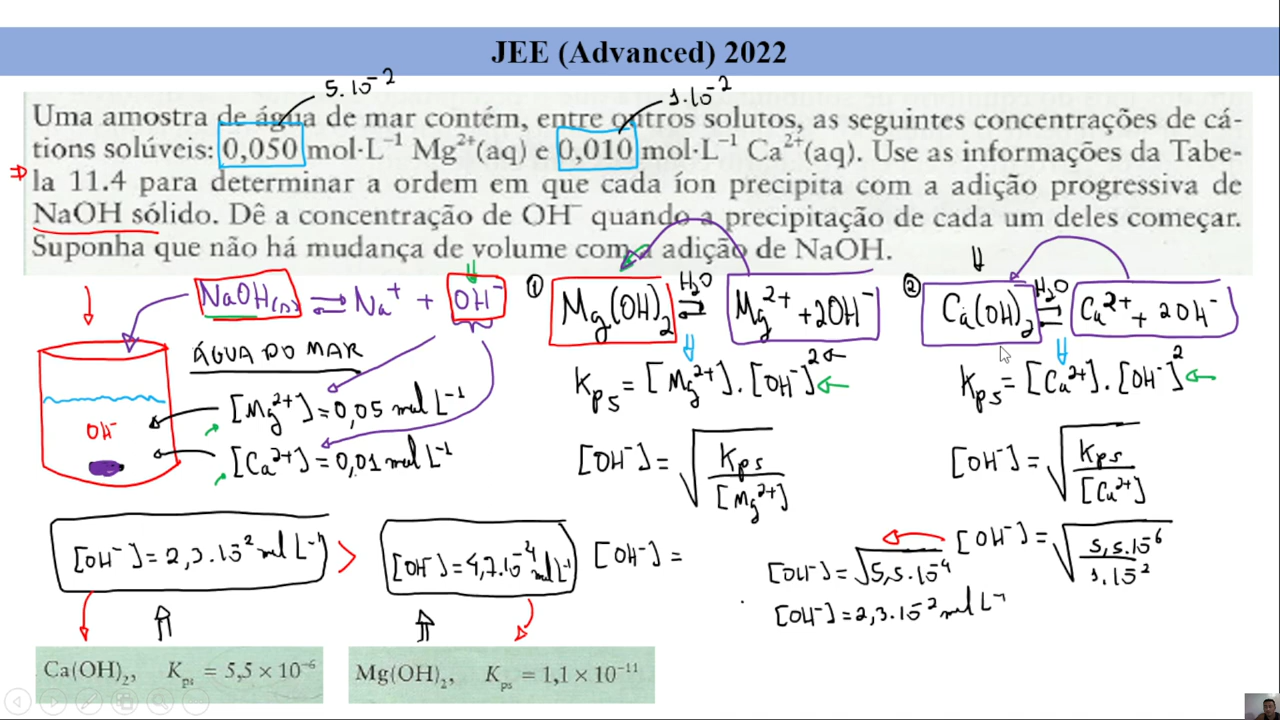 JEE (Advanced) 2022
5.10⁻²
1.10⁻²
Uma amostra de água de mar contém, entre outros solutos, as seguintes concentrações de cá-
tions solúveis: 0,050 mol·L⁻¹ Mg²⁺(aq) e 0,010 mol·L⁻¹ Ca²⁺(aq). Use as informações da Tabe-
la 11.4 para determinar a ordem em que cada íon precipita com a adição progressiva de
NaOH sólido. Dê a concentração de OH⁻ quando a precipitação de cada um deles começar.
Suponha que não há mudança de volume com a adição de NaOH.
NaOH(s) ⇌ Na⁺ + OH⁻
ÁGUA DO MAR
[Mg²⁺] = 0,05 mol L⁻¹
[Ca²⁺] = 0,01 mol L⁻¹
OH⁻
① Mg(OH)₂ ⇌ H₂O Mg²⁺ + 2OH⁻
Kps = [Mg²⁺] . [OH⁻]²
[OH⁻] = √Kps/[Mg²⁺]
② Ca(OH)₂ ⇌ H₂O Ca²⁺ + 2OH⁻
Kps = [Ca²⁺] . [OH⁻]²
[OH⁻] = √Kps/[Ca²⁺]
[OH⁻] = 2,3.10⁻² mol L⁻¹ > [OH⁻] = 4,7.10⁻⁴ mol L⁻¹
[OH⁻] =
[OH⁻] = √5,5.10⁻⁶/1.10⁻²
[OH⁻] = √5,5.10⁻⁴
[OH⁻] = 2,3.10⁻² mol L⁻¹
Ca(OH)₂, Kps = 5,5 × 10⁻⁶
Mg(OH)₂, Kps = 1,1 × 10⁻¹¹